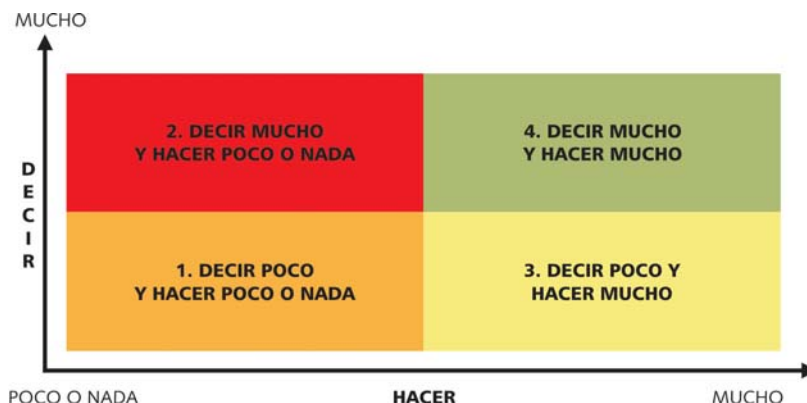 MUCHO
2. DECIR MUCHO
Y HACER POCO O NADA
4. DECIR MUCHO
Y HACER MUCHO
DECIR
1. DECIR POCO
Y HACER POCO O NADA
3. DECIR POCO Y
HACER MUCHO
POCO O NADA
HACER
MUCHO